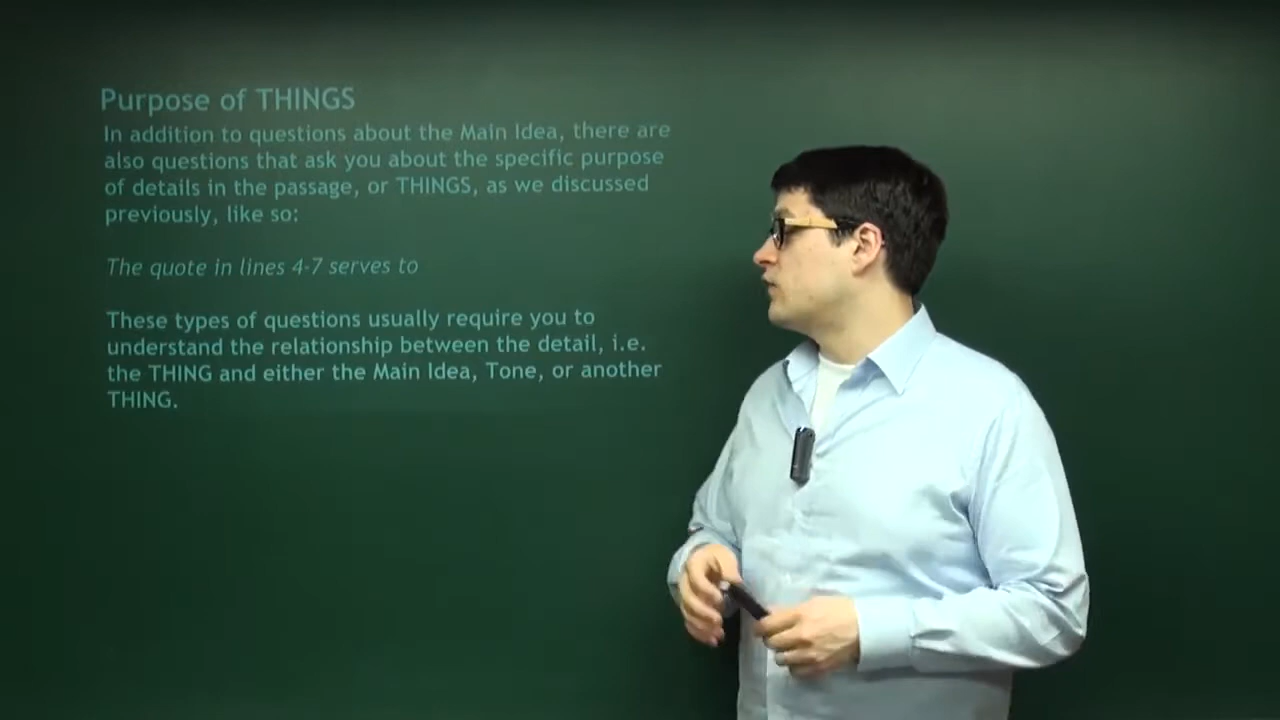 Purpose of THINGS
In addition to questions about the Main Idea, there are
also questions that ask you about the specific purpose
of details in the passage, or THINGS, as we discussed
previously, like so:
The quote in lines 4-7 serves to
These types of questions usually require you to
understand the relationship between the detail, i.e.
the THING and either the Main Idea, Tone, or another
THING.